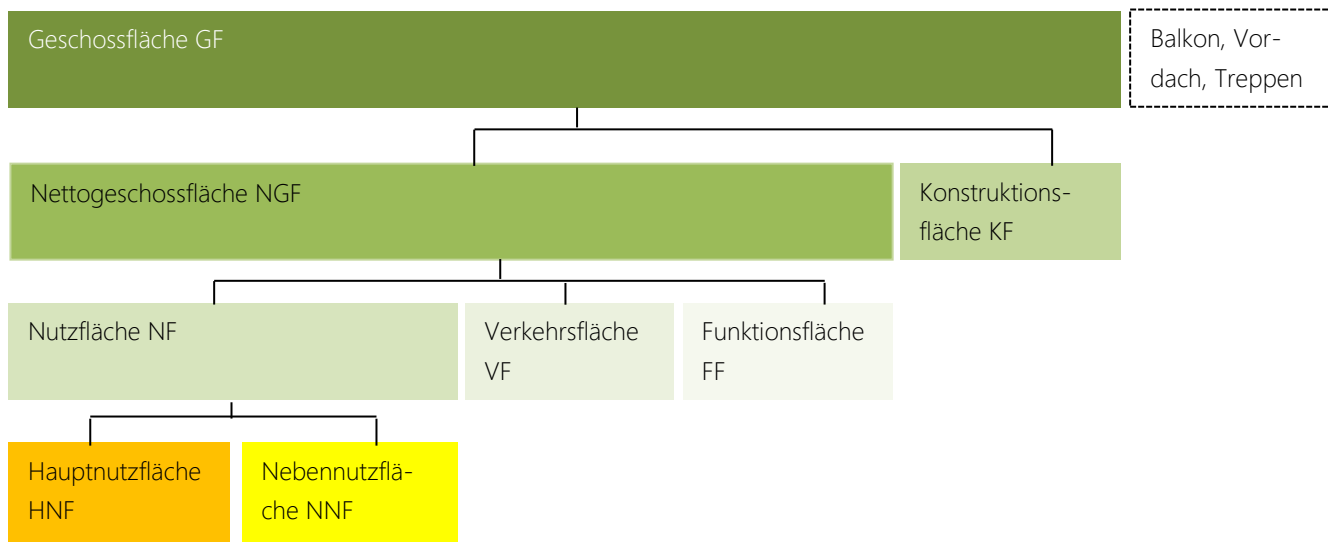 Geschossfläche GF
Balkon, Vor-
dach, Treppen
Nettogeschossfläche NGF
Konstruktions-
fläche KF
Nutzfläche NF
Verkehrsfläche
VF
Funktionsfläche
FF
Hauptnutzfläche
HNF
Nebennutzflä-
che NNF